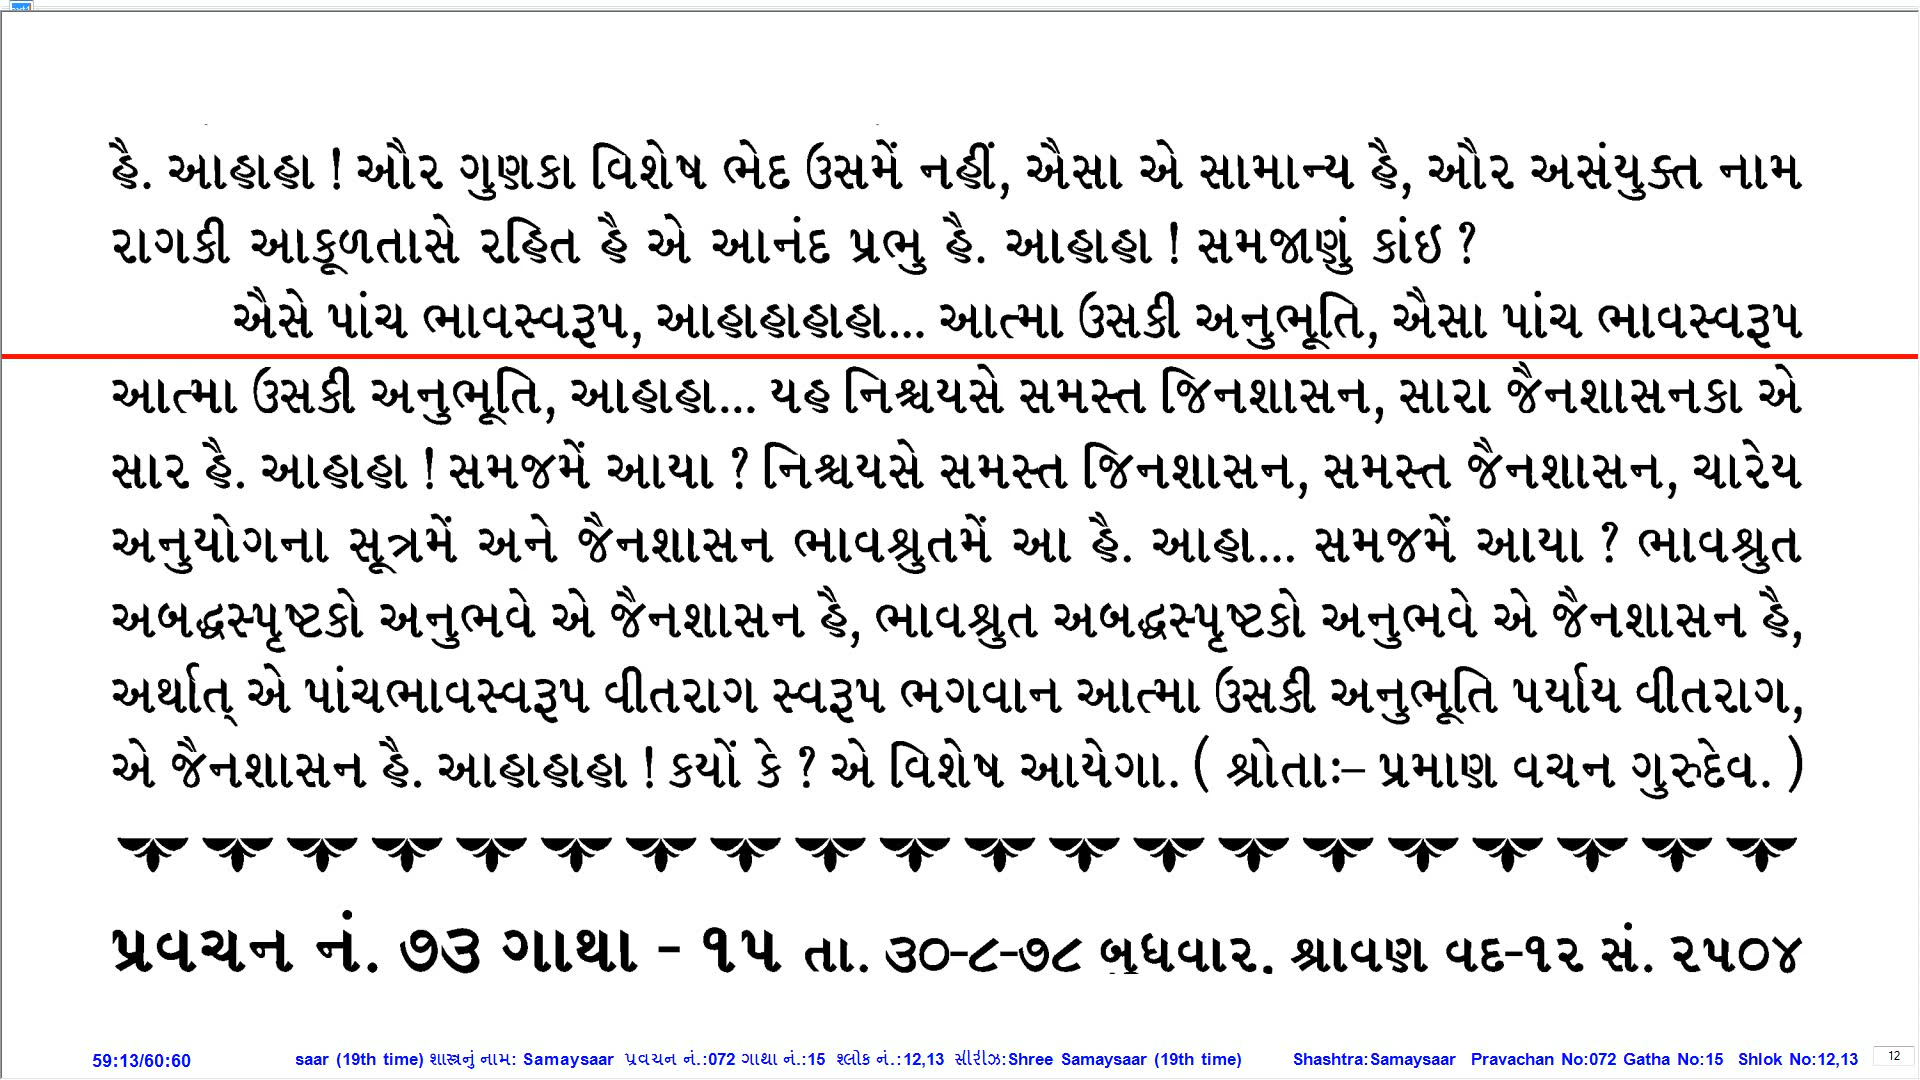 હૈ. આહાહા ! ઔર ગુણકા વિશેષ ભેદ ઉસમેં નહીં, ઐસા એ સામાન્ય હૈ, ઔર અસંયુક્ત નામ
રાગકી આકૂળતાસે રહિત હૈ એ આનંદ પ્રભુ હૈ. આહાહા ! સમજાણું કાંઇ ?
ઐસે પાંચ ભાવસ્વરૂપ, આહાહાહાહા... આત્મા ઉસકી અનુભૂતિ, ઐસા પાંચ ભાવસ્વરૂપ
આત્મા ઉસકી અનુભૂતિ, આહાહા... યહ નિશ્ચયસે સમસ્ત જિનશાસન, સારા જૈનશાસનકા એ
સાર હૈ. આહાહા ! સમજમેં આયા ? નિશ્ચયસે સમસ્ત જિનશાસન, સમસ્ત જૈનશાસન, ચારેય
અનુયોગના સૂત્રમેં અને જૈનશાસન ભાવશ્રુતમેં આ હૈ. આહા... સમજમેં આયા ? ભાવશ્રુત
અબદ્ધસ્પૃષ્ટકો અનુભવે એ જૈનશાસન હૈ, ભાવશ્રુત અબદ્ધસ્પૃષ્ટકો અનુભવે એ જૈનશાસન હૈ,
અર્થાત્ એ પાંચભાવસ્વરૂપ વીતરાગ સ્વરૂપ ભગવાન આત્મા ઉસકી અનુભૂતિ પર્યાય વીતરાગ,
એ જૈનશાસન હૈ. આહાહાહા ! કયોં કે ? એ વિશેષ આયેગા. ( શ્રોતાઃ– પ્રમાણ વચન ગુરુદેવ. )
પ્રવચન નં. ૭૩ ગાથા - ૧૫ તા. ૩૦-૮-૭૮ બુધવાર, શ્રાવણ વદ-૧૨ સં. ૨૫૦૪
59:13/60:60 saar (19th time) શાસ્ત્રનું નામ: Samaysaar પ્રવચન નં.:072 ગાથા નં.:15 શ્લોક નં.:12,13 સીરીઝ:Shree Samaysaar (19th time) Shashtra:Samaysaar Pravachan No:072 Gatha No:15 Shlok No:12,13 12